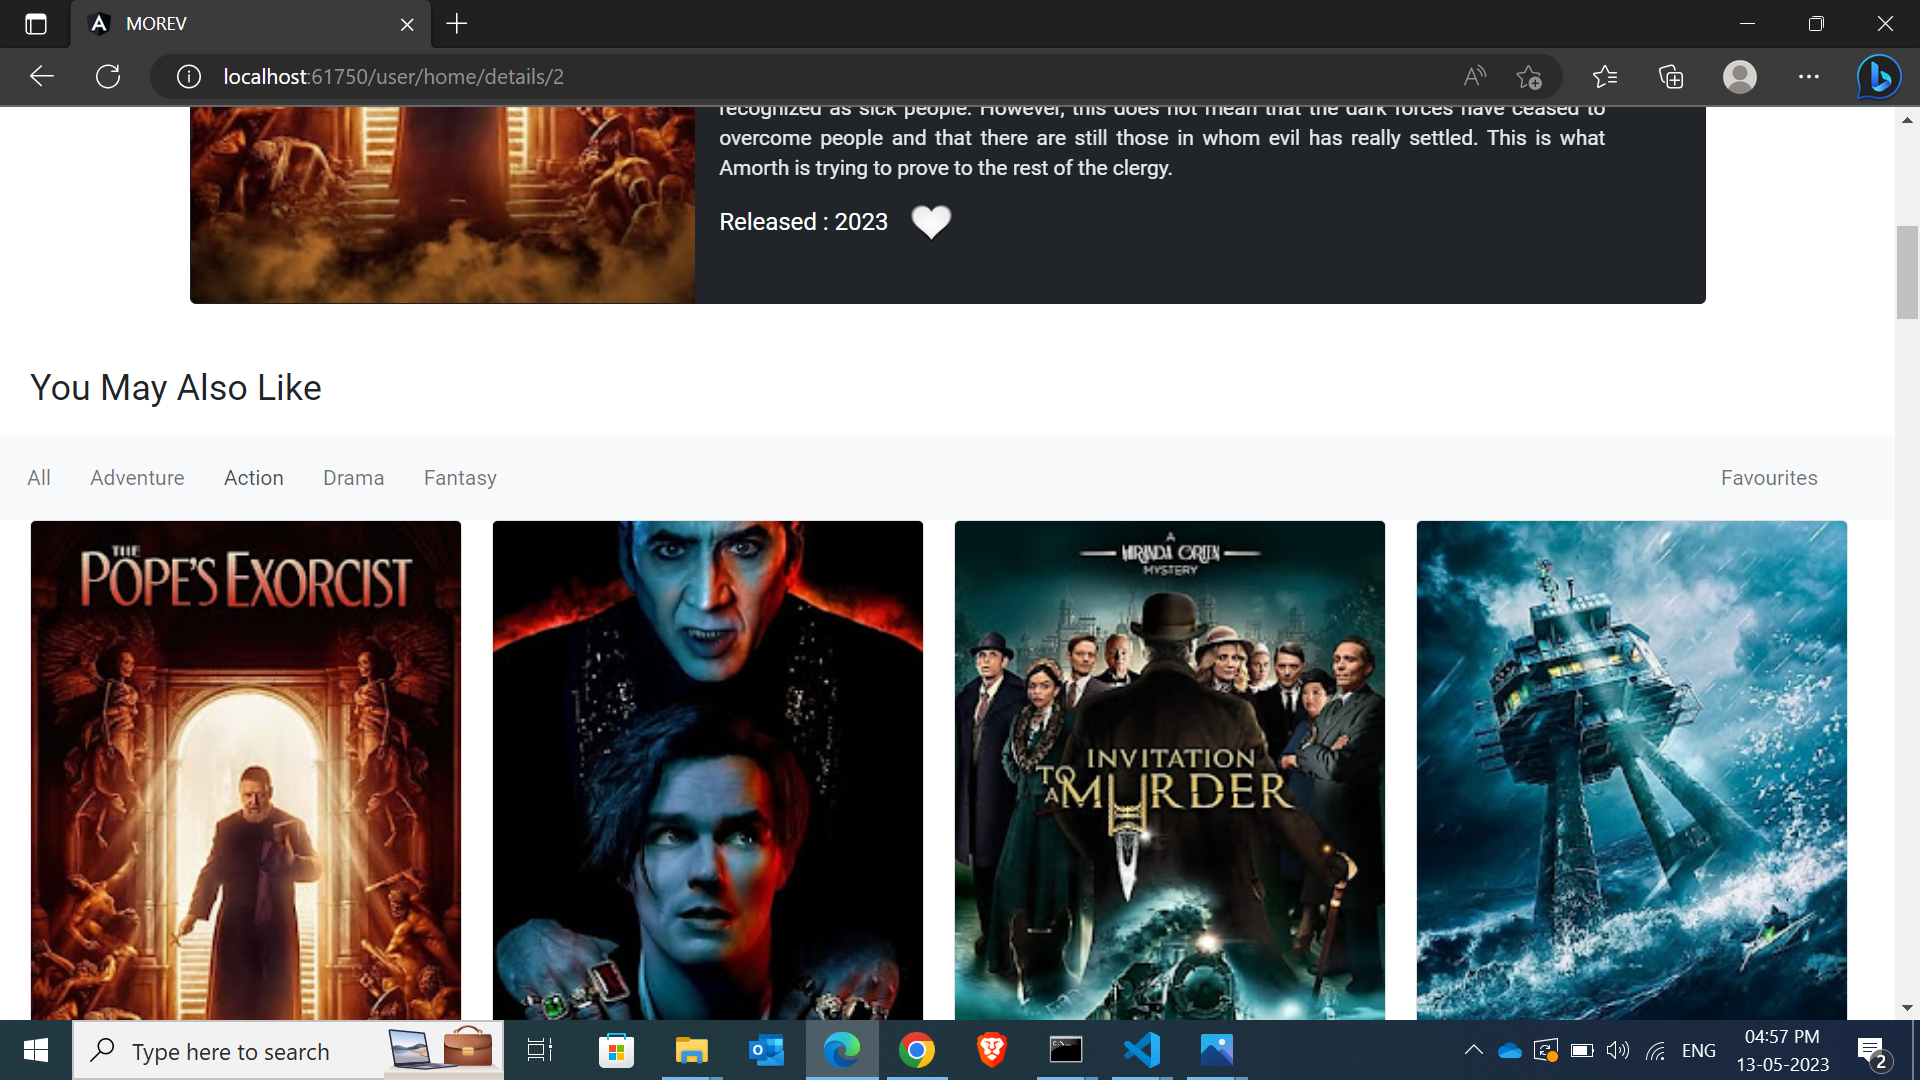 MOREV
localhost:61750/user/home/details/2
recognized as sick people. However, this does not mean that the dark forces have ceased to
overcome people and that there are still those in whom evil has really settled. This is what
Amorth is trying to prove to the rest of the clergy.
Released : 2023
You May Also Like
All Adventure Action Drama Fantasy Favourites
THE
POPE'S EXORCIST
A
MIRANDA GREEN
MYSTERY
INVITATION
TO A MURDER
Type here to search
ENG
04:57 PM
13-05-2023
2